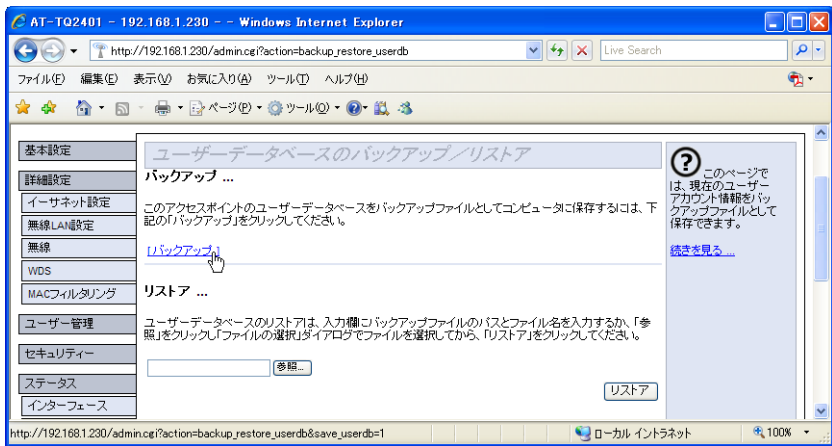 AT-TQ2401 - 192.168.1.230 - - Windows Internet Explorer
http://192.168.1.230/admin.cgi?action=backup_restore_userdb
Live Search
ファイル(F) 編集(E) 表示(V) お気に入り(A) ツール(T) ヘルプ(H)
ページ(P) ツール(O)
基本設定
詳細設定
イーサネット設定
無線LAN設定
無線
WDS
MACフィルタリング
ユーザー管理
セキュリティー
ステータス
インターフェース
ユーザーデータベースのバックアップ／リストア
バックアップ ...
このアクセスポイントのユーザーデータベースをバックアップファイルとしてコンピュータに保存するには、下
記の「バックアップ」をクリックしてください。
[バックアップ]
リストア ...
ユーザーデータベースのリストアは、入力欄にバックアップファイルのパスとファイル名を入力するか、「参
照」をクリックし「ファイルの選択」ダイアログでファイルを選択してから、「リストア」をクリックしてください。
参照...
リストア
このページで
は、現在のユーザー
アカウント情報をバッ
クアップファイルとして
保存できます。
続きを見る ...
http://192.168.1.230/admin.cgi?action=backup_restore_userdb&save_userdb=1
ローカル イントラネット
100%